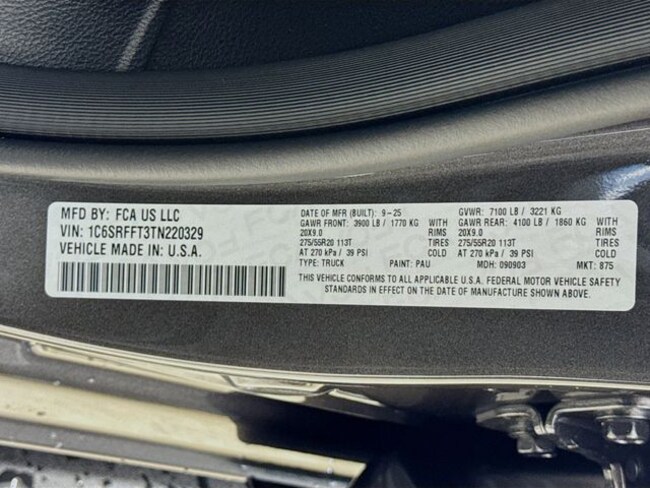 MFD BY: FCA US LLC
VIN: 1C6SRFFT3TN220329
VEHICLE MADE IN: U.S.A.
DATE OF MFR (BUILT): 9-25 GVWR: 7100 LB / 3221 KG
GAWR FRONT: 3900 LB / 1770 KG WITH GAWR REAR: 4100 LB / 1860 KG WITH
20X9.0 RIMS 20X9.0 RIMS
275/55R20 113T TIRES 275/55R20 113T TIRES
AT 270 kPa / 39 PSI COLD AT 270 kPa / 39 PSI COLD
TYPE: TRUCK PAINT: PAU MDH: 090903 MKT: 875
THIS VEHICLE CONFORMS TO ALL APPLICABLE U.S.A. FEDERAL MOTOR VEHICLE SAFETY
STANDARDS IN EFFECT ON THE DATE OF MANUFACTURE SHOWN ABOVE.